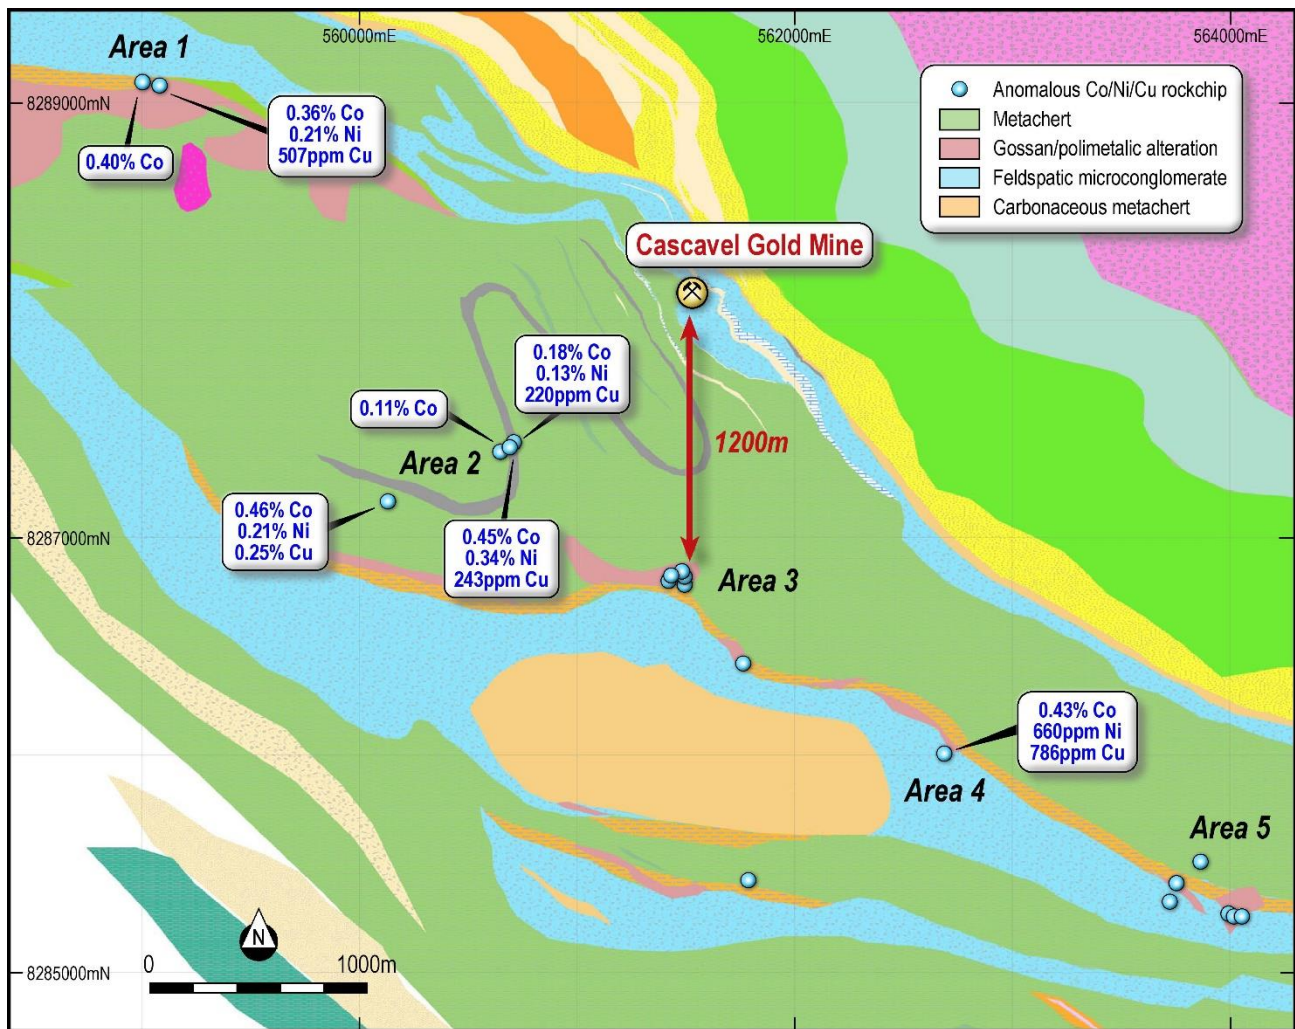 560000mE
562000mE
564000mE
Area 1
8289000mN
0.40% Co
0.36% Co
0.21% Ni
507ppm Cu
Anomalous Co/Ni/Cu rockchip
Metachert
Gossan/polimetalic alteration
Feldspatic microconglomerate
Carbonaceous metachert
Cascavel Gold Mine
0.18% Co
0.13% Ni
220ppm Cu
0.11% Co
1200m
Area 2
0.46% Co
0.21% Ni
0.25% Cu
8287000mN
0.45% Co
0.34% Ni
243ppm Cu
Area 3
0.43% Co
660ppm Ni
786ppm Cu
Area 4
Area 5
N
0
1000m
8285000mN